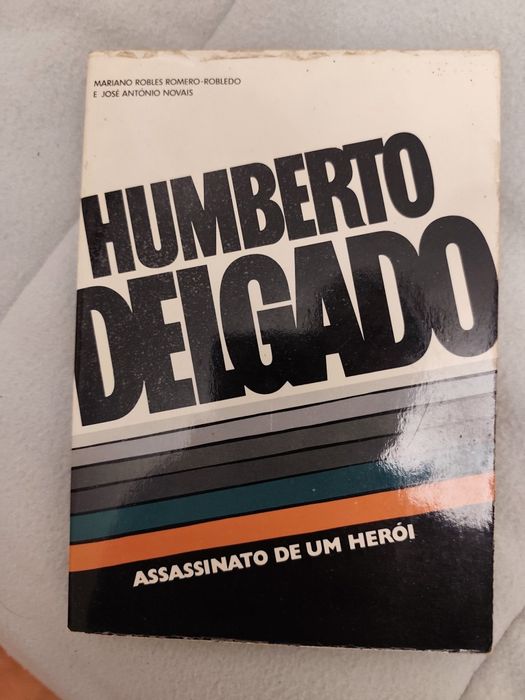 MARIANO ROBLES ROMERO-ROBLEDO
E JOSÉ ANTÓNIO NOVAIS
HUMBERTO
DELGADO
ASSASSINATO DE UM HERÓI